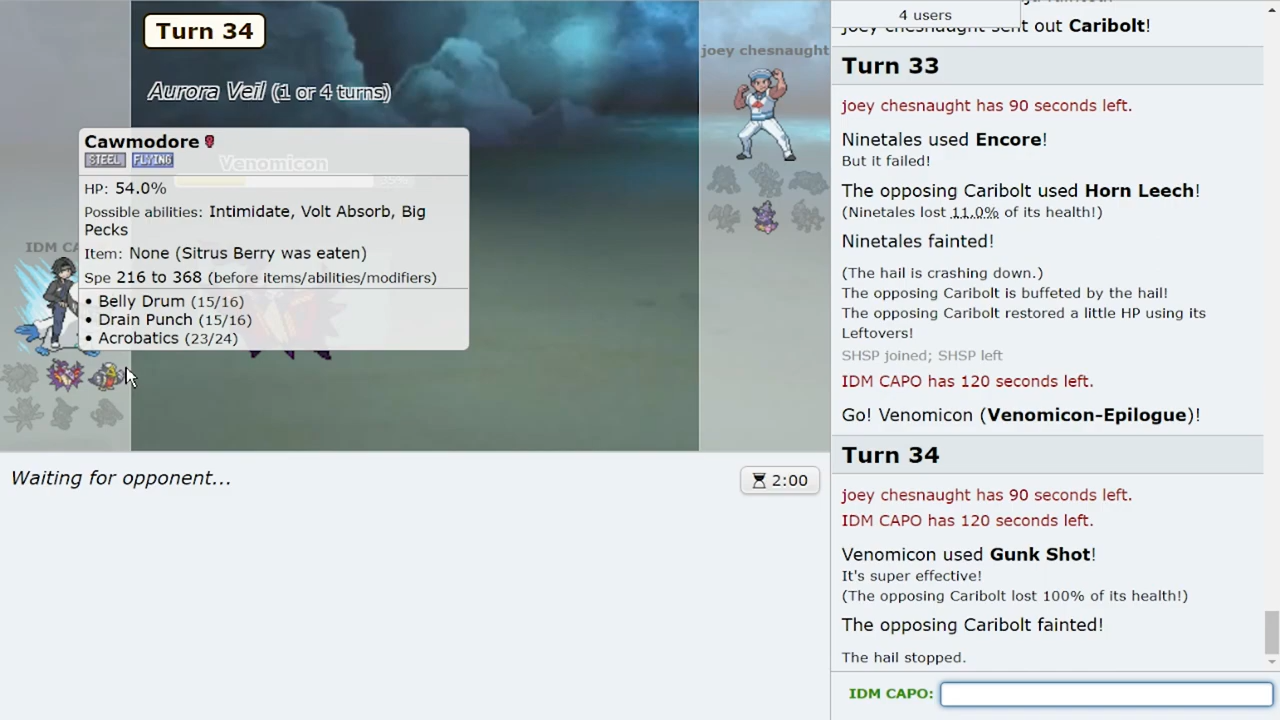 Turn 34
Aurora Veil (1 or 4 turns)
joey chesnaught
Cawmodore
STEEL FLYING
Venomicon
HP: 54.0%
Possible abilities: Intimidate, Volt Absorb, Big
Pecks
Item: None (Sitrus Berry was eaten)
Spe 216 to 368 (before items/abilities/modifiers)
• Belly Drum (15/16)
• Drain Punch (15/16)
• Acrobatics (23/24)
IDM CA
Waiting for opponent...
2:00
4 users
joey chesnaught sent out Caribolt!
Turn 33
joey chesnaught has 90 seconds left.
Ninetales used Encore!
But it failed!
The opposing Caribolt used Horn Leech!
(Ninetales lost 11.0% of its health!)
Ninetales fainted!
(The hail is crashing down.)
The opposing Caribolt is buffeted by the hail!
The opposing Caribolt restored a little HP using its
Leftovers!
SHSP joined; SHSP left
IDM CAPO has 120 seconds left.
Go! Venomicon (Venomicon-Epilogue)!
Turn 34
joey chesnaught has 90 seconds left.
IDM CAPO has 120 seconds left.
Venomicon used Gunk Shot!
It's super effective!
(The opposing Caribolt lost 100% of its health!)
The opposing Caribolt fainted!
The hail stopped.
IDM CAPO: